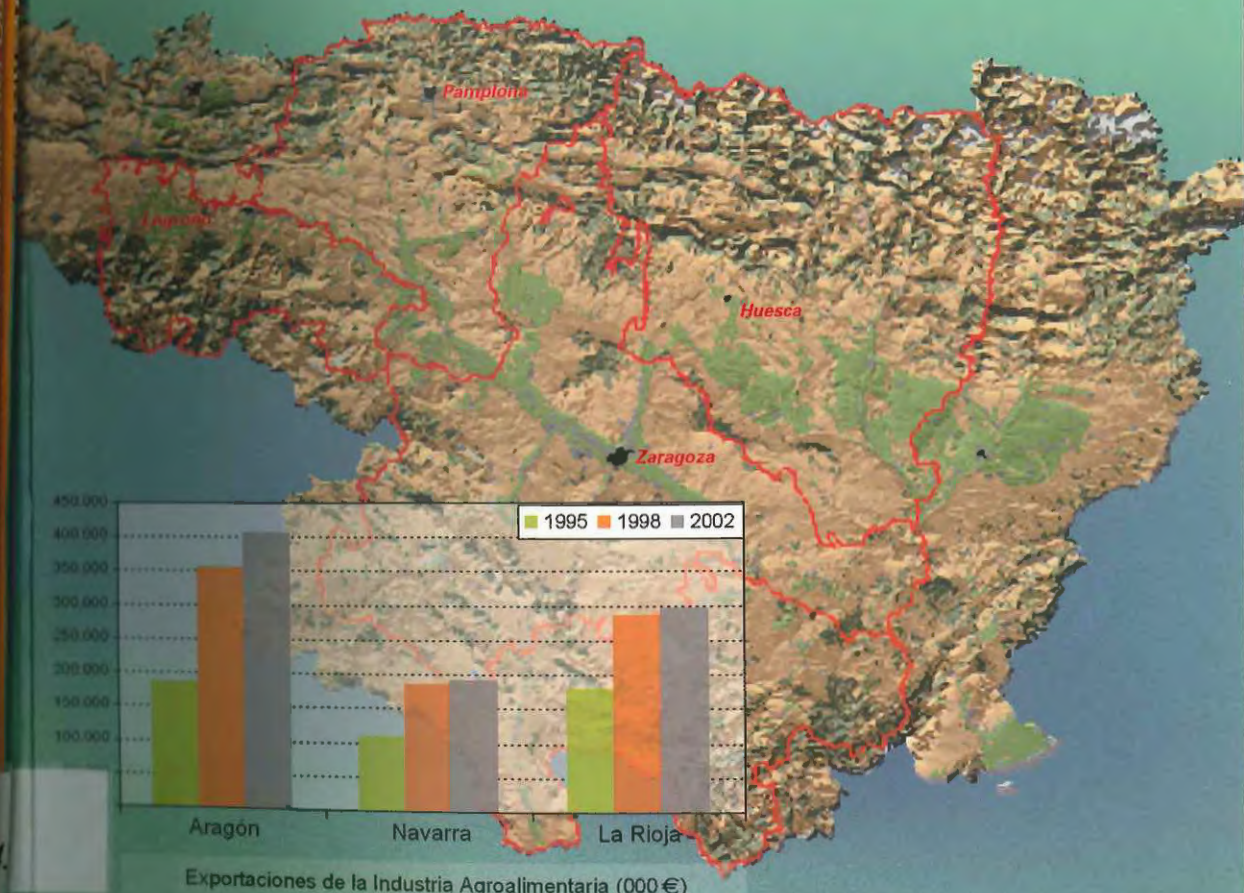 Pamplona
Logroño
Huesca
Zaragoza
450.000
400.000
350.000
300.000
250.000
200.000
150.000
100.000
1995 1998 2002
Aragón Navarra La Rioja
Exportaciones de la Industria Agroalimentaria (000 €)